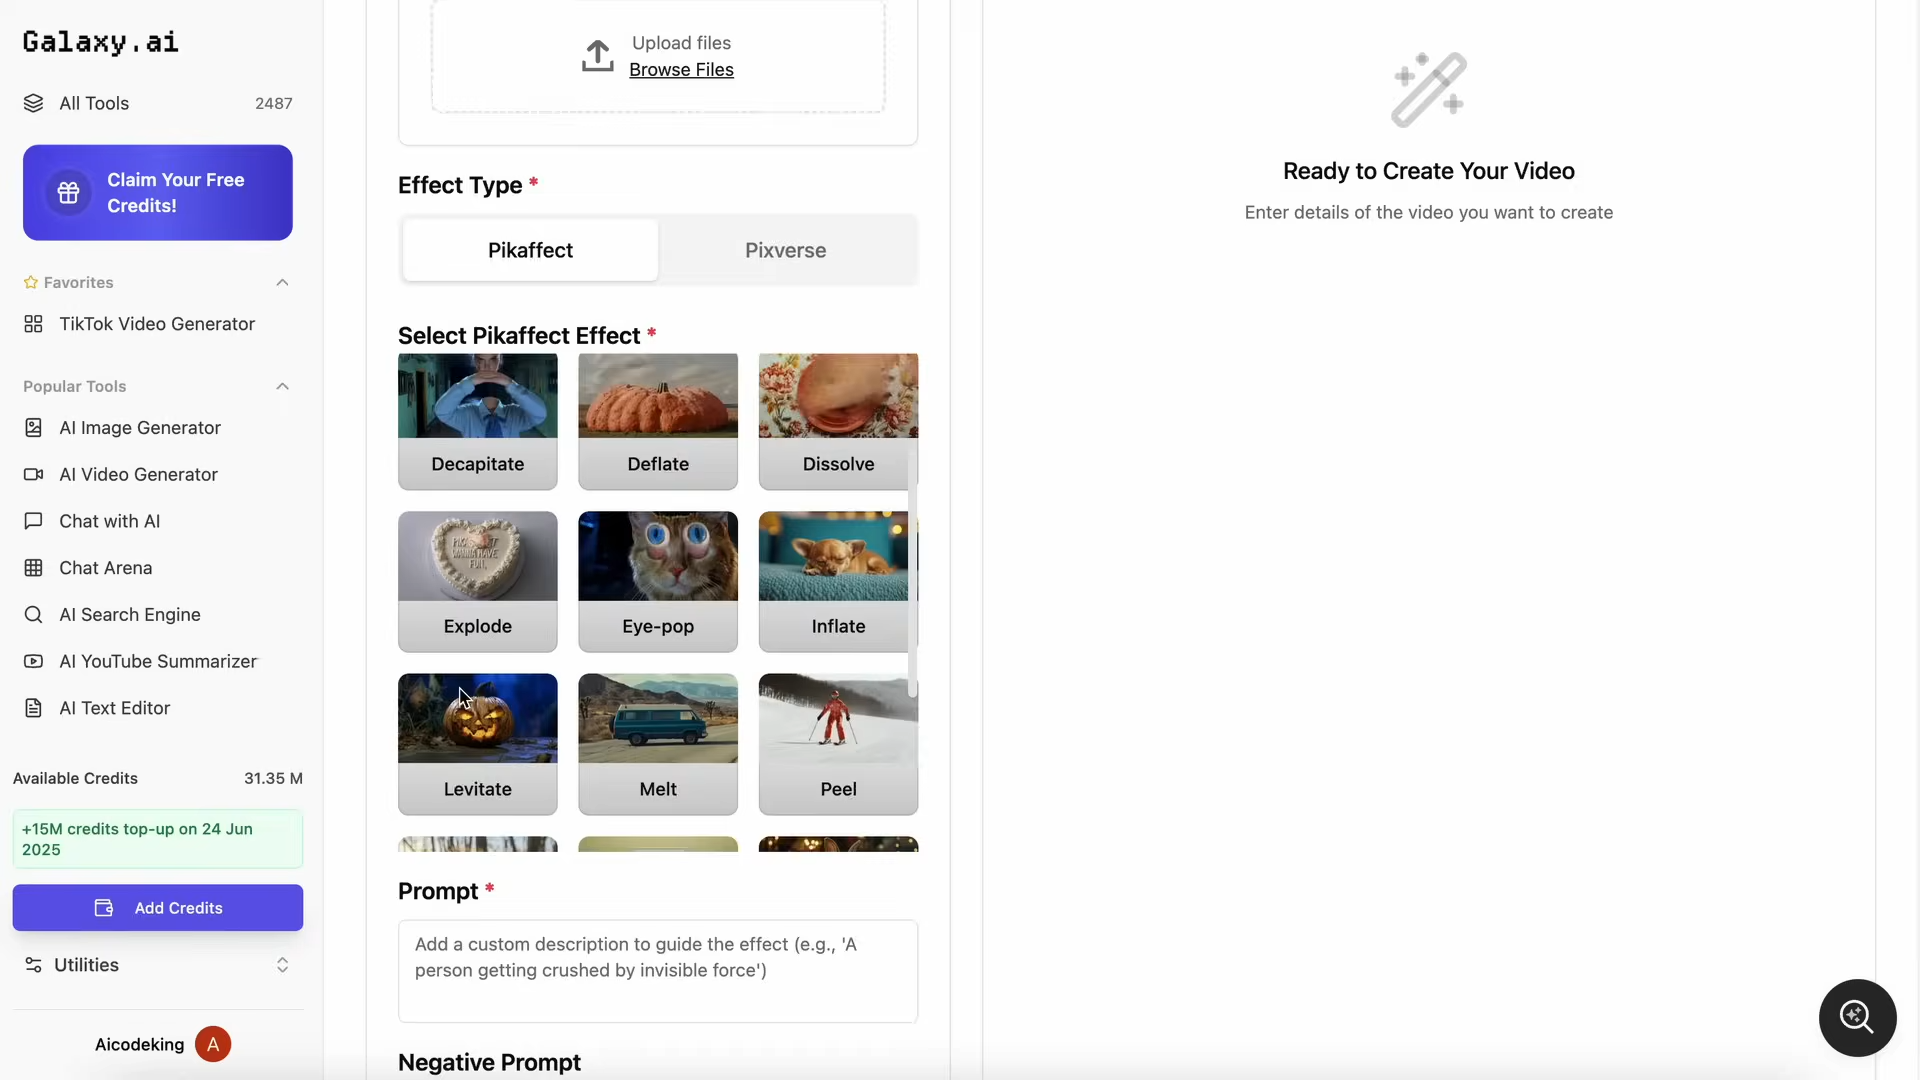 Galaxy.ai
All Tools 2487
Claim Your Free
Credits!
Favorites
TikTok Video Generator
Popular Tools
AI Image Generator
AI Video Generator
Chat with AI
Chat Arena
AI Search Engine
AI YouTube Summarizer
AI Text Editor
Available Credits 31.35 M
+15M credits top-up on 24 Jun
2025
Add Credits
Utilities
Aicodeking A
Upload files
Browse Files
Effect Type *
Pikaffect Pixverse
Select Pikaffect Effect *
Decapitate Deflate Dissolve
Explode Eye-pop Inflate
Levitate Melt Peel
Prompt *
Add a custom description to guide the effect (e.g., 'A
person getting crushed by invisible force')
Negative Prompt
Ready to Create Your Video
Enter details of the video you want to create